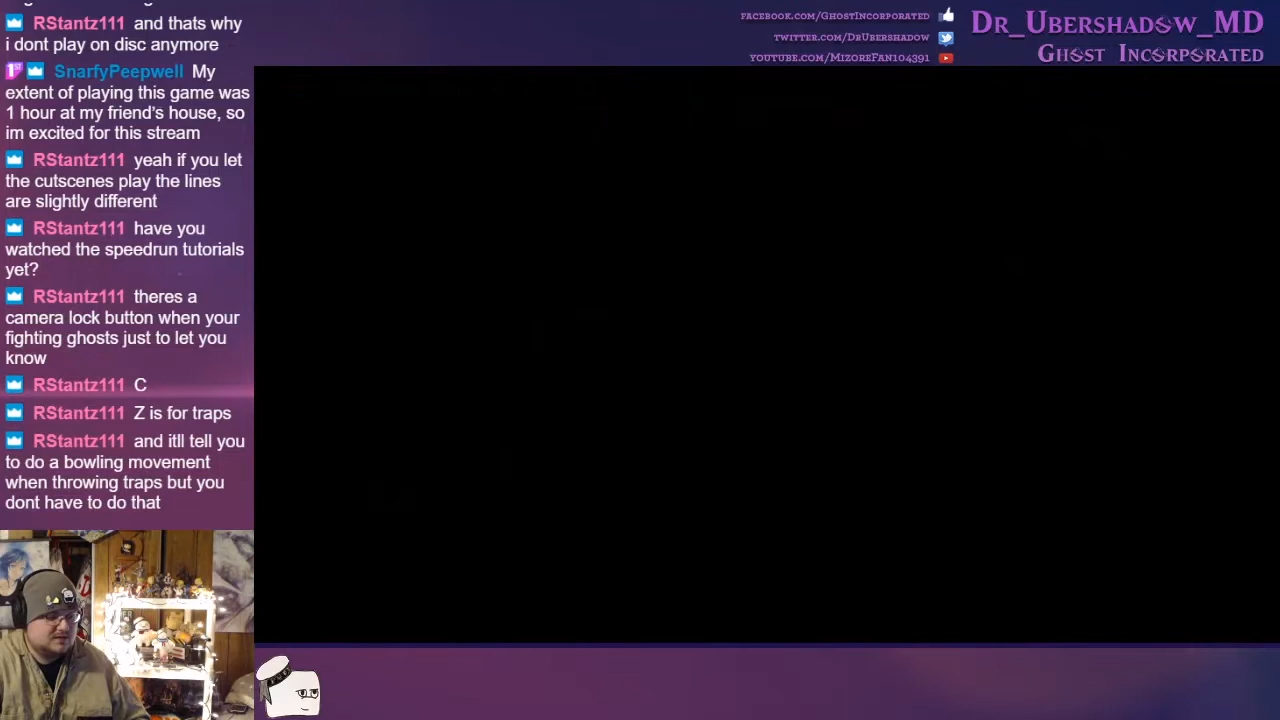 RStantz111 and thats why
i dont play on disc anymore
SnarfyPeepwell My
extent of playing this game was
1 hour at my friend's house, so
im excited for this stream
RStantz111 yeah if you let
the cutscenes play the lines
are slightly different
RStantz111 have you
watched the speedrun tutorials
yet?
RStantz111 theres a
camera lock button when your
fighting ghosts just to let you
know
RStantz111 C
RStantz111 Z is for traps
RStantz111 and itll tell you
to do a bowling movement
when throwing traps but you
dont have to do that
facebook.com/GhostIncorporated
twitter.com/DrUbershadow
youtube.com/MizoreFan104391
Dr_Ubershadow_MD
Ghost Incorporated